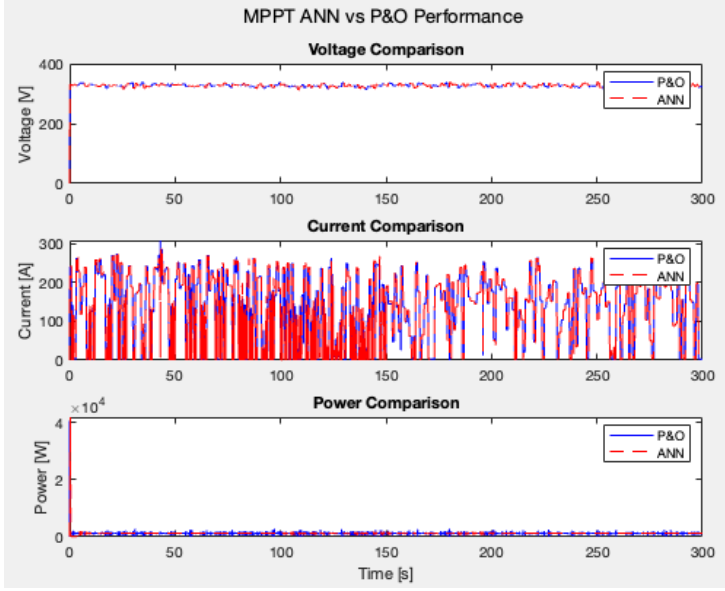 MPPT ANN vs P&O Performance
Voltage Comparison
400
200
0
Voltage [V]
P&O
ANN
0 50 100 150 200 250 300
Current Comparison
300
200
100
0
Current [A]
P&O
ANN
0 50 100 150 200 250 300
Power Comparison
×10^4
4
2
0
Power [W]
P&O
ANN
0 50 100 150 200 250 300
Time [s]